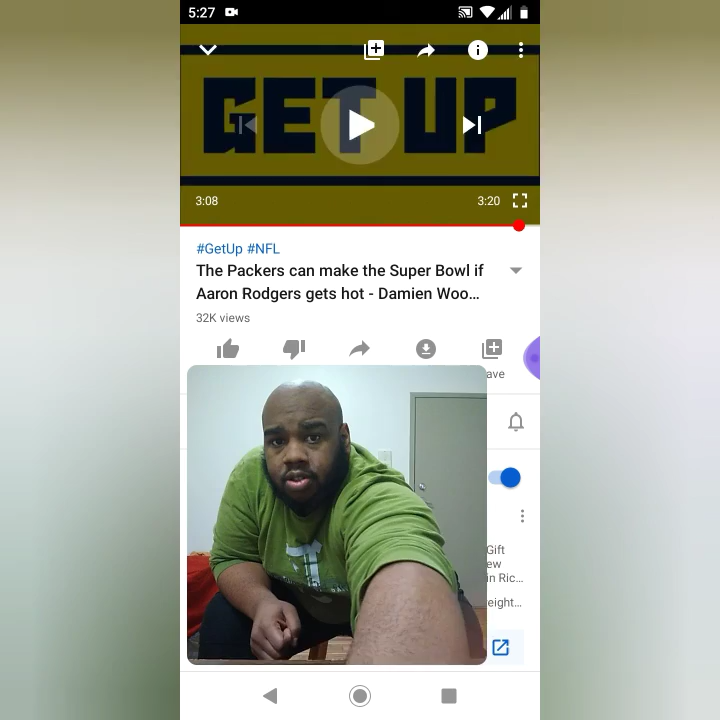 5:27
GET UP
3:08
3:20
#GetUp #NFL
The Packers can make the Super Bowl if
Aaron Rodgers gets hot - Damien Woo...
32K views
ave
Gift
ew
in Ric...
eight...